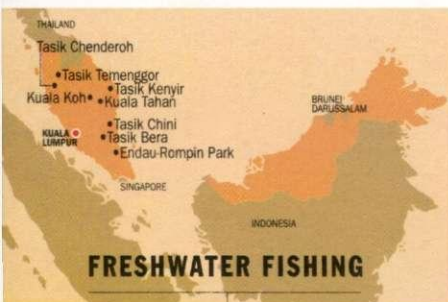 THAILAND
Tasik Chenderoh
Tasik Temenggor
Tasik Kenyir
Kuala Koh
Kuala Tahan
BRUNEI
DARUSSALAM
Tasik Chini
KUALA
LUMPUR
Tasik Bera
Endau-Rompin Park
SINGAPORE
INDONESIA
FRESHWATER FISHING